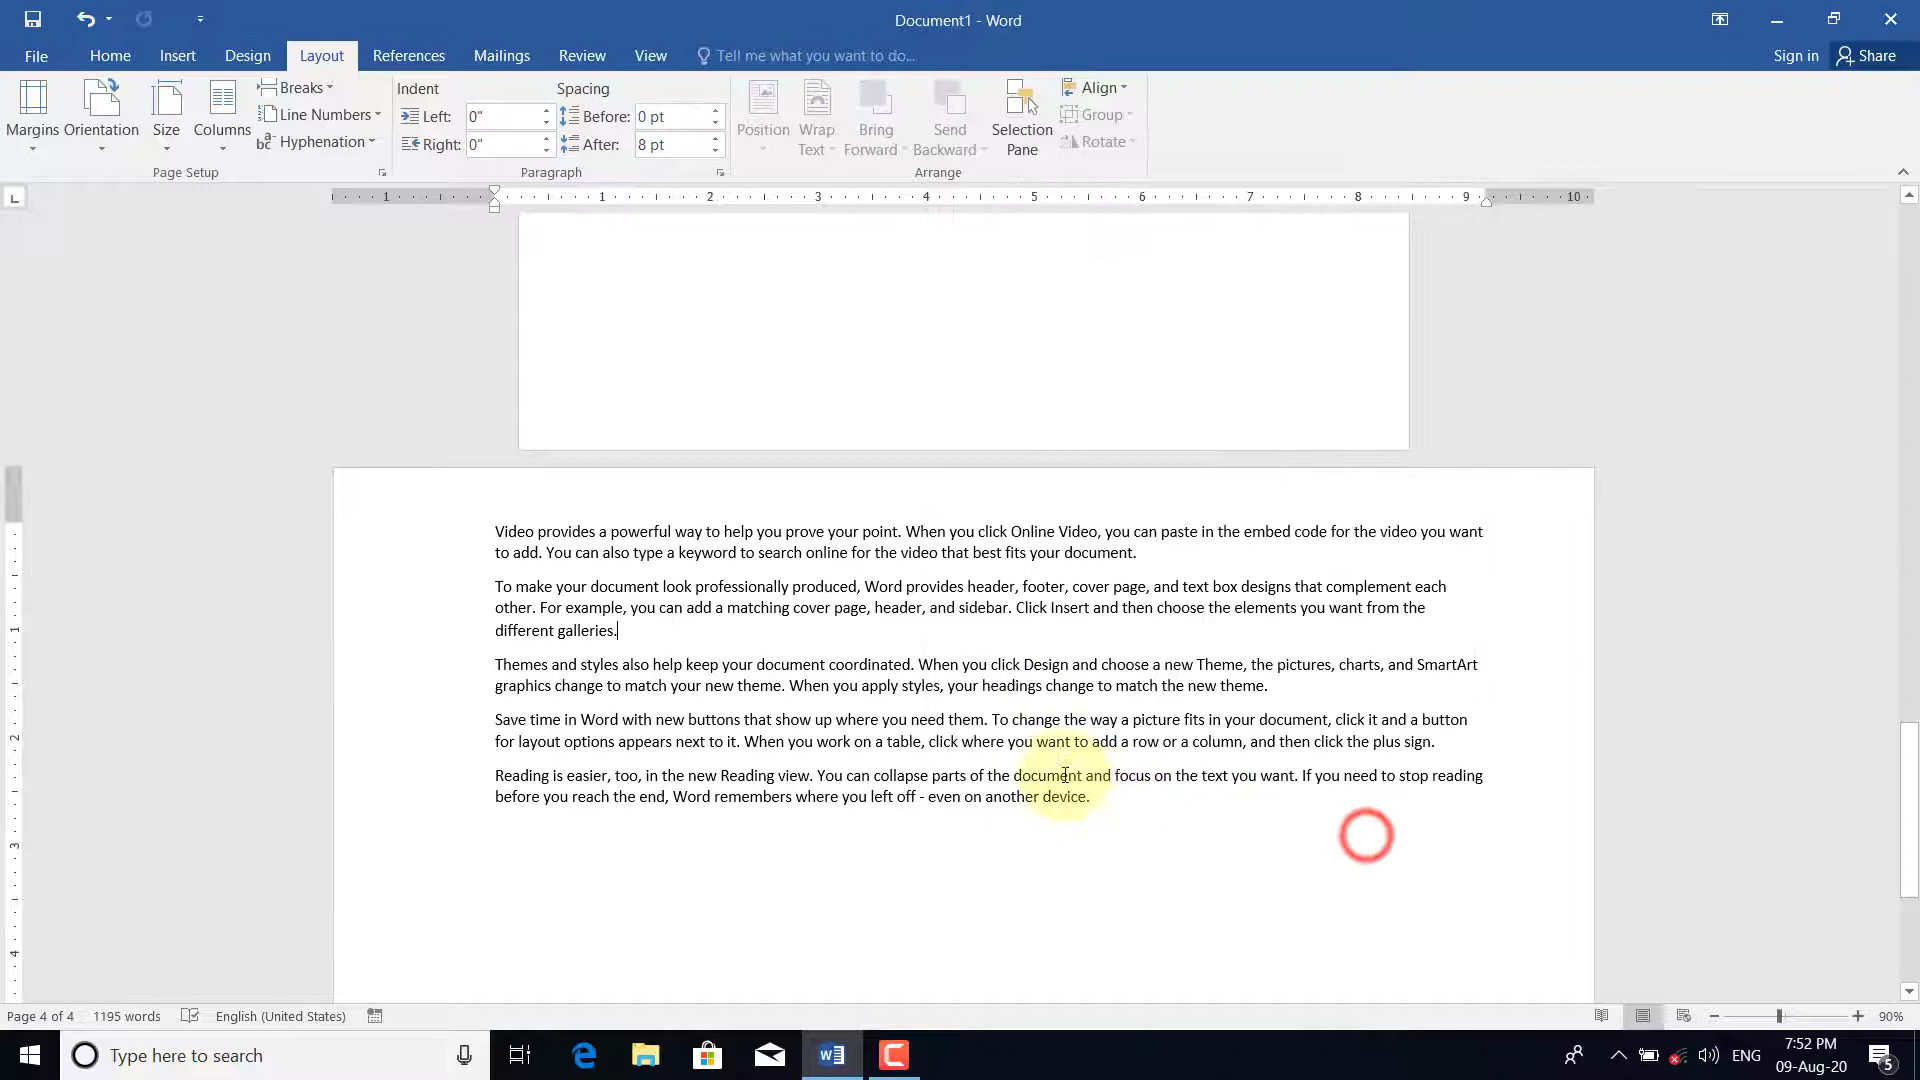 Document1 - Word
File Home Insert Design Layout References Mailings Review View Tell me what you want to do... Sign in Share
Margins Orientation Size Columns
Breaks
Line Numbers
Hyphenation
Page Setup
Indent
Left: 0"
Right: 0"
Spacing
Before: 0 pt
After: 8 pt
Paragraph
Position
Wrap Text
Bring Forward
Send Backward
Selection Pane
Align
Group
Rotate
Arrange
1 1 2 3 4 5 6 7 8 9 10
Video provides a powerful way to help you prove your point. When you click Online Video, you can paste in the embed code for the video you want
to add. You can also type a keyword to search online for the video that best fits your document.
To make your document look professionally produced, Word provides header, footer, cover page, and text box designs that complement each
other. For example, you can add a matching cover page, header, and sidebar. Click Insert and then choose the elements you want from the
different galleries.
Themes and styles also help keep your document coordinated. When you click Design and choose a new Theme, the pictures, charts, and SmartArt
graphics change to match your new theme. When you apply styles, your headings change to match the new theme.
Save time in Word with new buttons that show up where you need them. To change the way a picture fits in your document, click it and a button
for layout options appears next to it. When you work on a table, click where you want to add a row or a column, and then click the plus sign.
Reading is easier, too, in the new Reading view. You can collapse parts of the document and focus on the text you want. If you need to stop reading
before you reach the end, Word remembers where you left off - even on another device.
1
2
3
4
Page 4 of 4 1195 words English (United States) 90%
Type here to search
ENG
7:52 PM
09-Aug-20
5